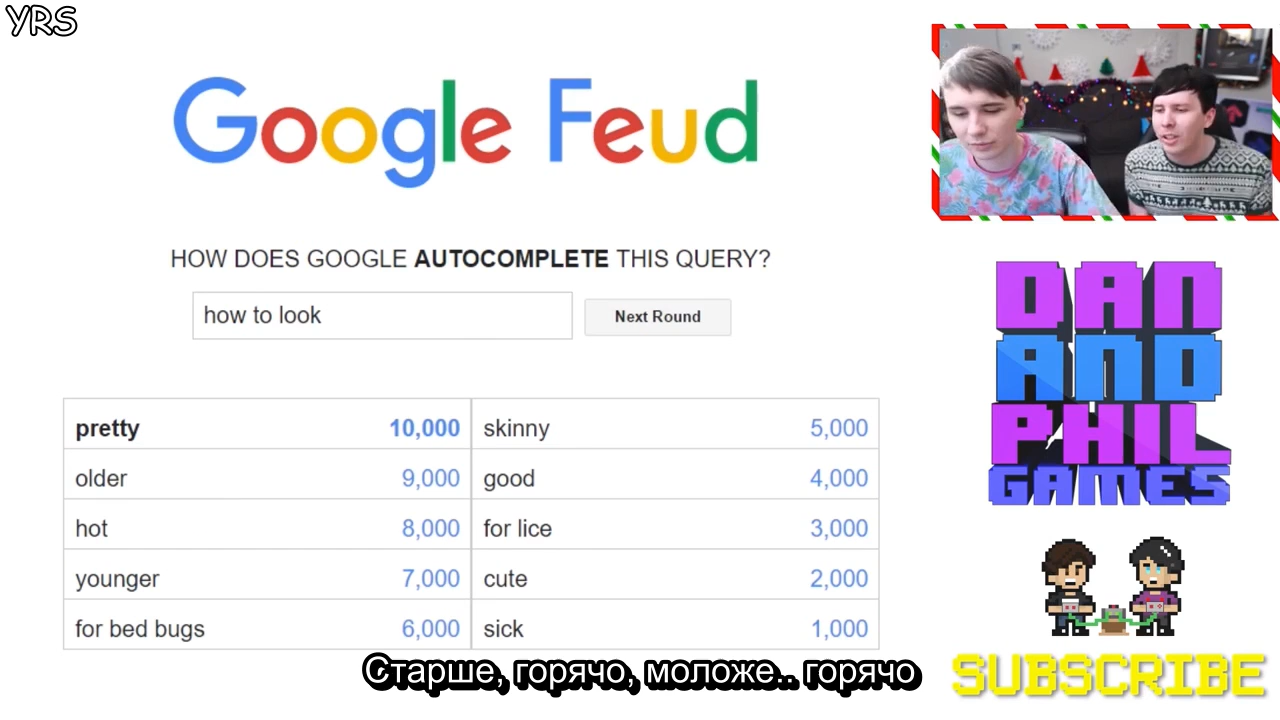 YRS
Google Feud
HOW DOES GOOGLE AUTOCOMPLETE THIS QUERY?
how to look
Next Round
pretty 10,000 skinny 5,000
older 9,000 good 4,000
hot 8,000 for lice 3,000
younger 7,000 cute 2,000
for bed bugs 6,000 sick 1,000
Старше, горячо, моложе.. горячо
DAN
AND
PHIL
GAMES
SUBSCRIBE